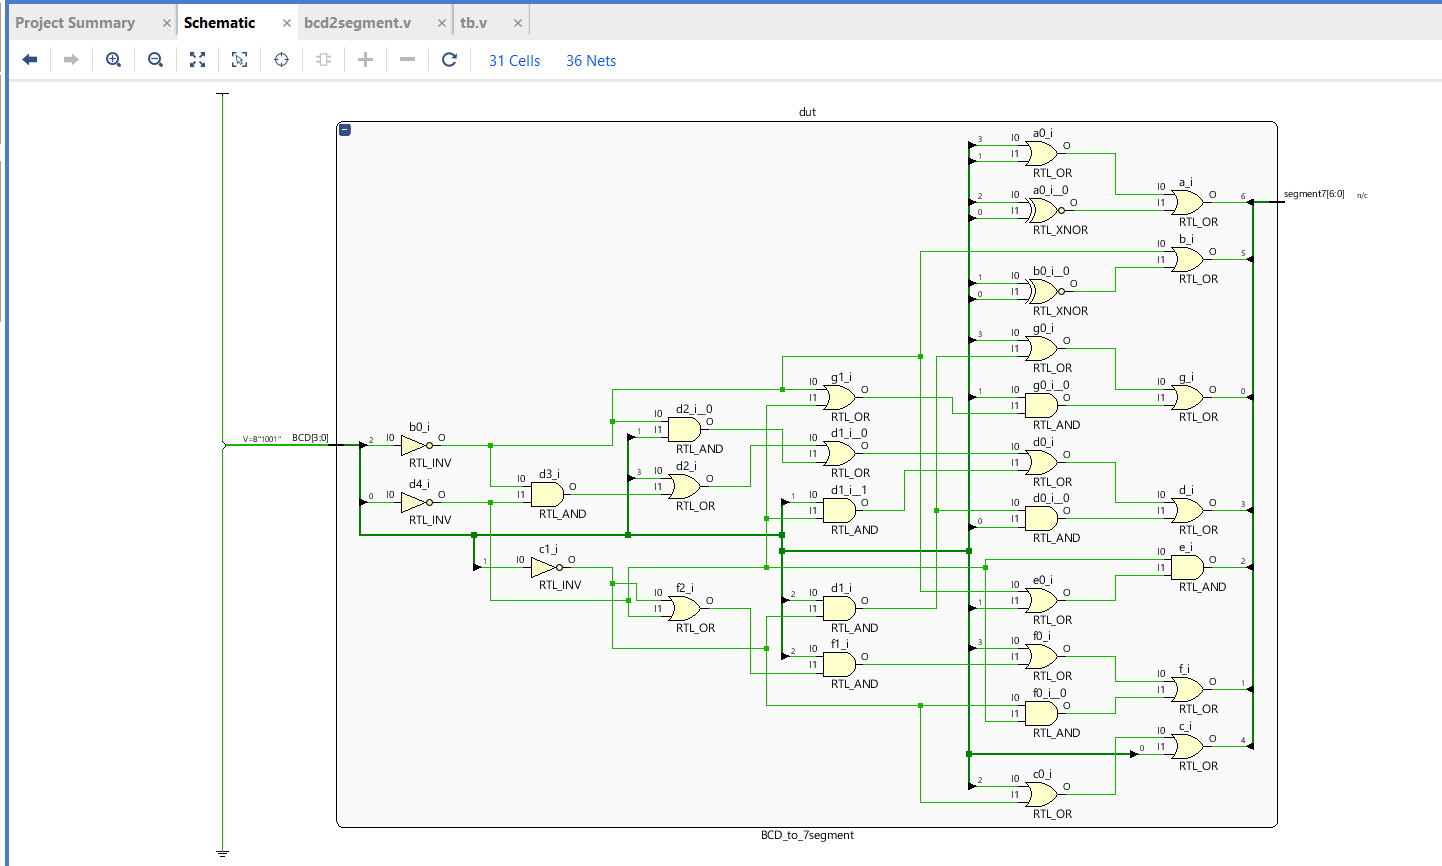 Project Summary × Schematic × bcd2segment.v × tb.v ×
31 Cells 36 Nets
dut
a0_i
3 I0 O
1 I1
RTL_OR
a0_i__0
2 I0 O
0 I1
RTL_XNOR
a_i
I0 O 6
I1
RTL_OR
segment7[6:0] n/c
b_i
I0 O 5
I1
RTL_OR
b0_i__0
1 I0 O
0 I1
RTL_XNOR
g0_i
3 I0 O
I1
RTL_OR
g1_i
I0 O
I1
RTL_OR
g0_i__0
1 I0 O
I1
RTL_AND
g_i
I0 O 0
I1
RTL_OR
V=B"1001" BCD[3:0]
b0_i
2 I0 O
RTL_INV
d2_i__0
I0 O
1 I1
RTL_AND
d1_i__0
I0 O
I1
RTL_OR
d0_i
I0 O
I1
RTL_OR
d4_i
0 I0 O
RTL_INV
d3_i
I0 O
I1
RTL_AND
d2_i
3 I0 O
I1
RTL_OR
d1_i__1
1 I0 O
I1
RTL_AND
d0_i__0
I0 O
0 I1
RTL_AND
d_i
I0 O 3
I1
RTL_OR
c1_i
1 I0 O
RTL_INV
e_i
I0 O 2
I1
RTL_AND
f2_i
I0 O
I1
RTL_OR
d1_i
2 I0 O
I1
RTL_AND
e0_i
I0 O
1 I1
RTL_OR
f1_i
2 I0 O
I1
RTL_AND
f0_i
3 I0 O
I1
RTL_OR
f_i
I0 O 1
I1
RTL_OR
f0_i__0
I0 O
I1
RTL_AND
c_i
I0 O 4
0 I1
RTL_OR
c0_i
2 I0 O
I1
RTL_OR
BCD_to_7segment